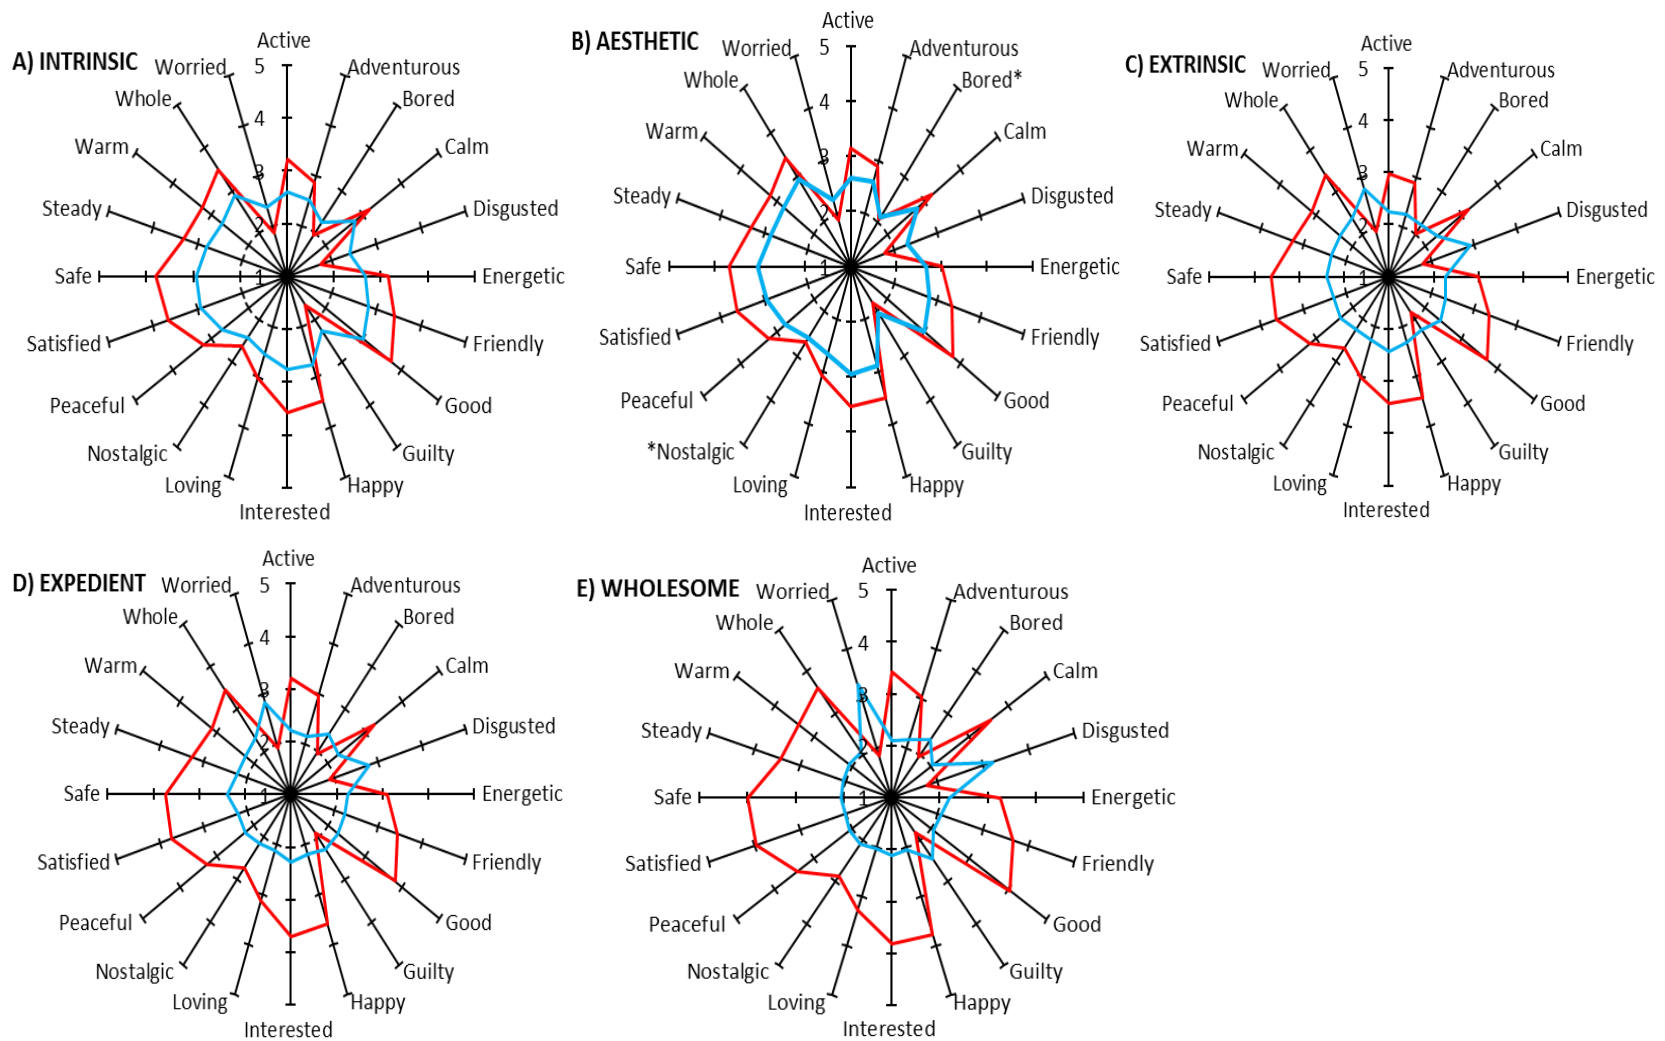 A) INTRINSIC
Active
5
4
3
2
1
Adventurous
Bored
Calm
Disgusted
Energetic
Friendly
Good
Guilty
Happy
Interested
Loving
Nostalgic
Peaceful
Satisfied
Safe
Steady
Warm
Whole
Worried
B) AESTHETIC
Active
5
4
3
2
1
Adventurous
Bored*
Calm
Disgusted
Energetic
Friendly
Good
Guilty
Happy
Interested
Loving
*Nostalgic
Peaceful
Satisfied
Safe
Steady
Warm
Whole
Worried
C) EXTRINSIC
Active
5
4
3
2
1
Adventurous
Bored
Calm
Disgusted
Energetic
Friendly
Good
Guilty
Happy
Interested
Loving
Nostalgic
Peaceful
Satisfied
Safe
Steady
Warm
Whole
Worried
D) EXPEDIENT
Active
5
4
3
2
1
Adventurous
Bored
Calm
Disgusted
Energetic
Friendly
Good
Guilty
Happy
Interested
Loving
Nostalgic
Peaceful
Satisfied
Safe
Steady
Warm
Whole
Worried
E) WHOLESOME
Active
5
4
3
2
1
Adventurous
Bored
Calm
Disgusted
Energetic
Friendly
Good
Guilty
Happy
Interested
Loving
Nostalgic
Peaceful
Satisfied
Safe
Steady
Warm
Whole
Worried